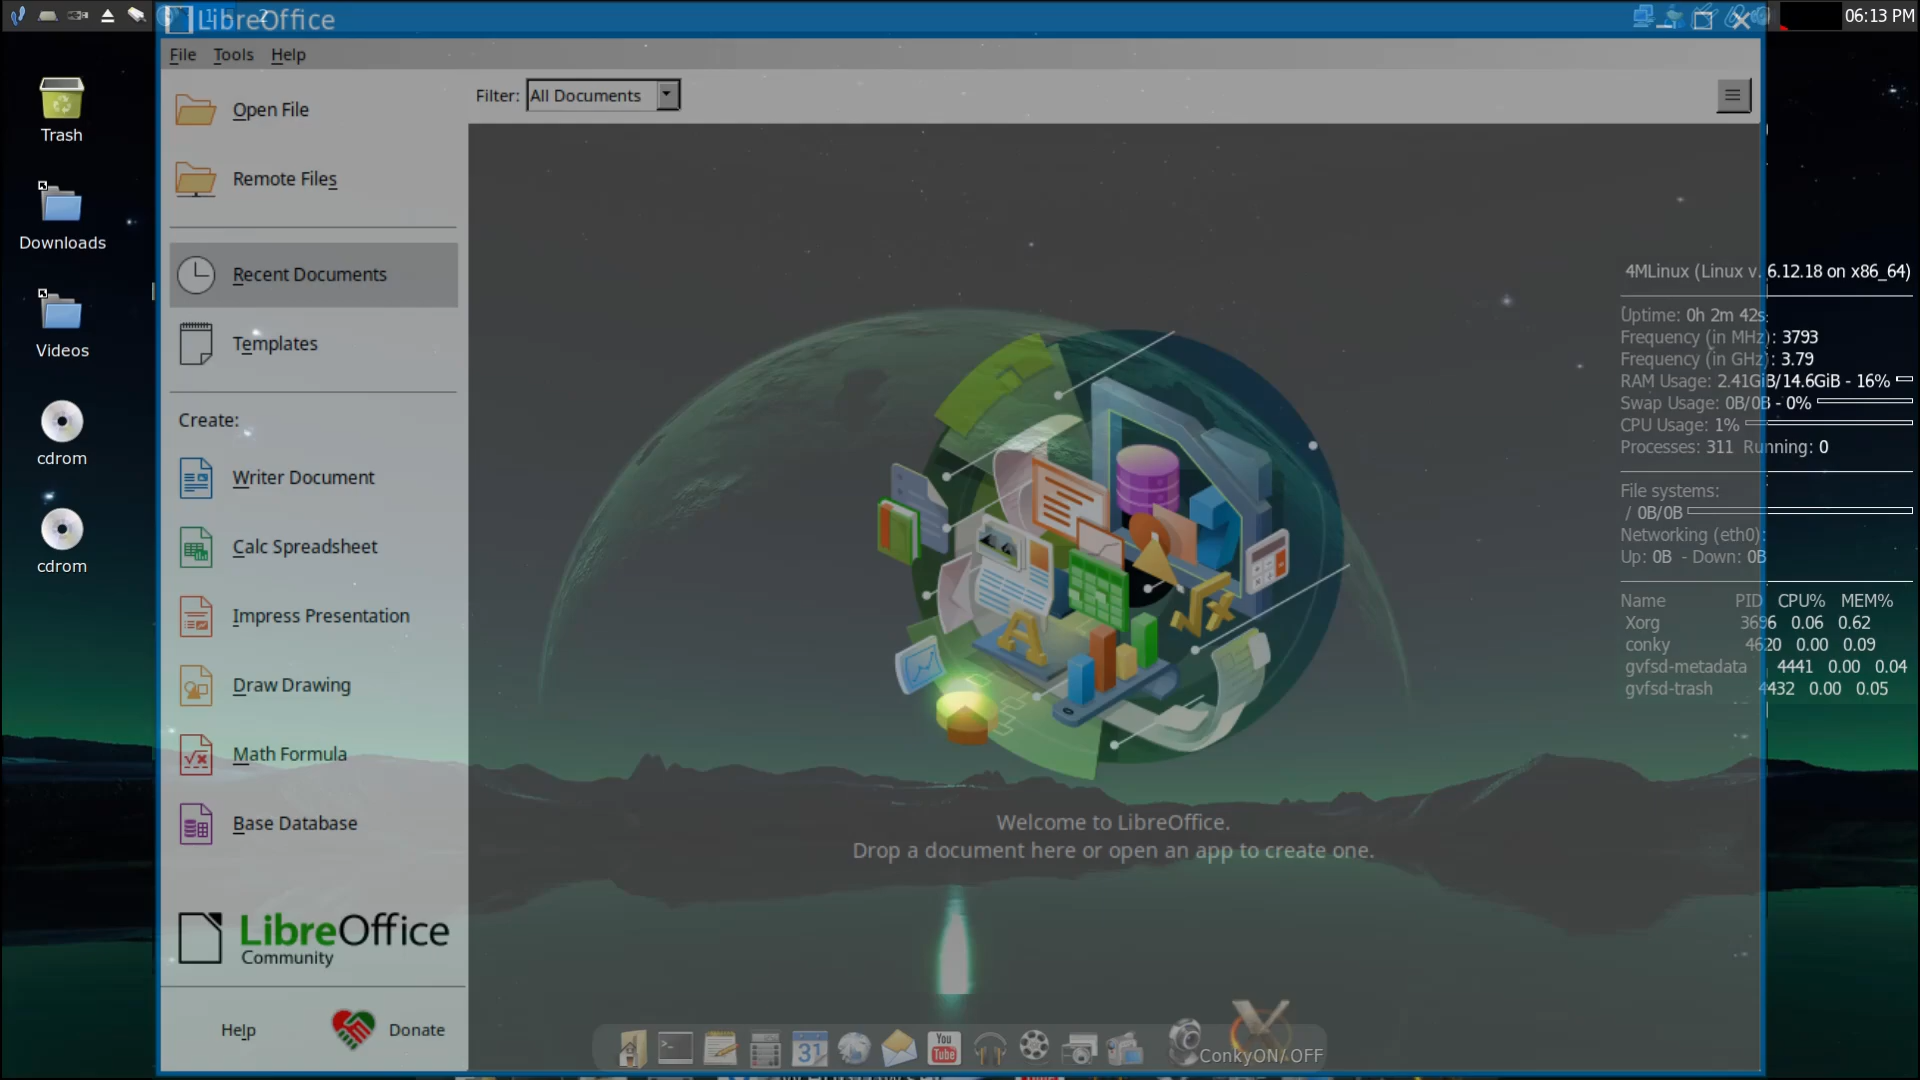 1 2
LibreOffice
06:13 PM
File Tools Help
Open File
Filter: All Documents
Remote Files
Recent Documents
Templates
Create:
Writer Document
Calc Spreadsheet
Impress Presentation
Draw Drawing
Math Formula
Base Database
LibreOffice
Community
Help Donate
Trash
Downloads
Videos
cdrom
cdrom
Welcome to LibreOffice.
Drop a document here or open an app to create one.
4MLinux (Linux v. 6.12.18 on x86_64)
Uptime: 0h 2m 42s
Frequency (in MHz): 3793
Frequency (in GHz): 3.79
RAM Usage: 2.41GiB/14.6GiB - 16%
Swap Usage: 0B/0B - 0%
CPU Usage: 1%
Processes: 311 Running: 0
File systems:
/ 0B/0B
Networking (eth0):
Up: 0B - Down: 0B
Name PID CPU% MEM%
Xorg 3696 0.06 0.62
conky 4620 0.00 0.09
gvfsd-metadata 4441 0.00 0.04
gvfsd-trash 4432 0.00 0.05
31
You
Tube
ConkyON/OFF